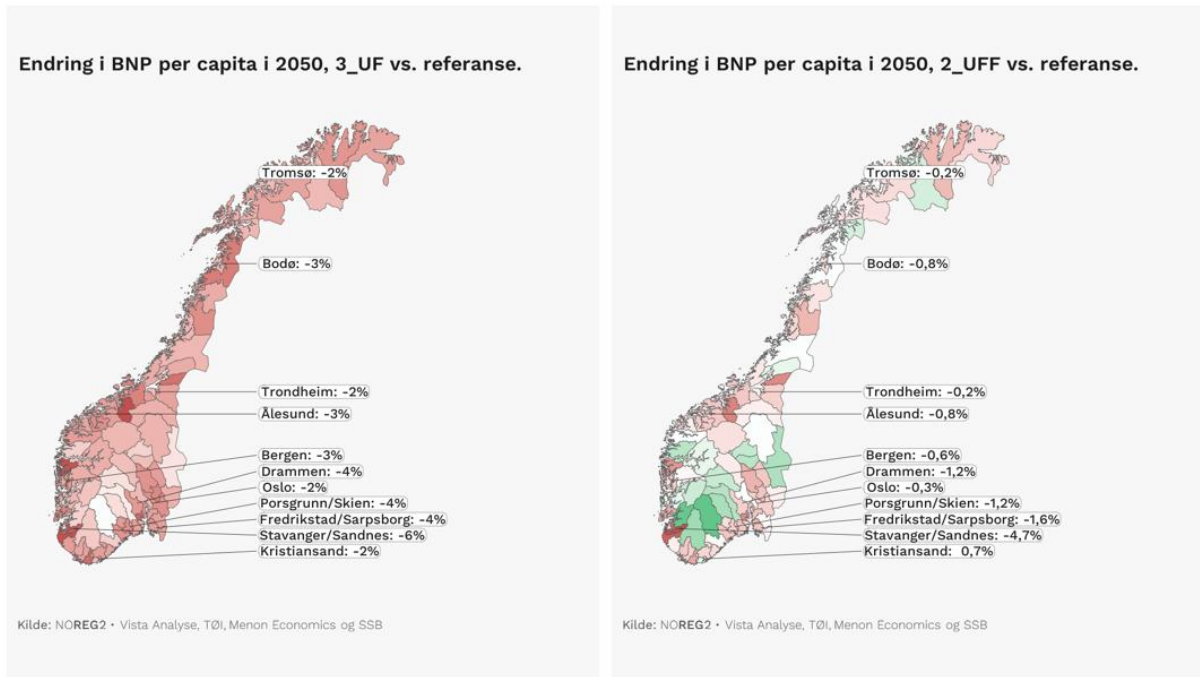 Endring i BNP per capita i 2050, 3_UF vs. referanse.
Tromsø: -2%
Bodø: -3%
Trondheim: -2%
Ålesund: -3%
Bergen: -3%
Drammen: -4%
Oslo: -2%
Porsgrunn/Skien: -4%
Fredrikstad/Sarpsborg: -4%
Stavanger/Sandnes: -6%
Kristiansand: -2%
Kilde: NOREG2 • Vista Analyse, TØI, Menon Economics og SSB
Endring i BNP per capita i 2050, 2_UFF vs. referanse.
Tromsø: -0,2%
Bodø: -0,8%
Trondheim: -0,2%
Ålesund: -0,8%
Bergen: -0,6%
Drammen: -1,2%
Oslo: -0,3%
Porsgrunn/Skien: -1,2%
Fredrikstad/Sarpsborg: -1,6%
Stavanger/Sandnes: -4,7%
Kristiansand: 0,7%
Kilde: NOREG2 • Vista Analyse, TØI, Menon Economics og SSB